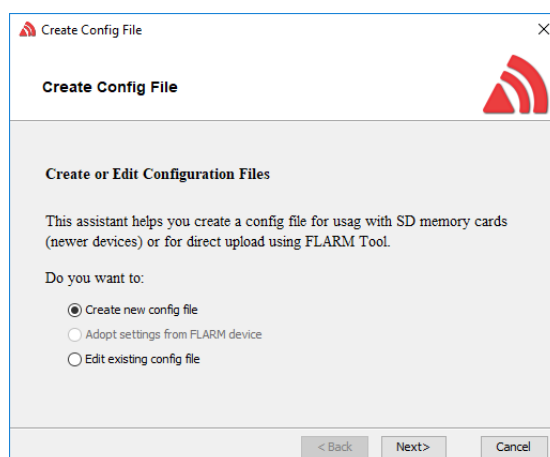 Create Config File
Create Config File
Create or Edit Configuration Files
This assistant helps you create a config file for usag with SD memory cards
(newer devices) or for direct upload using FLARM Tool.
Do you want to:
Create new config file
Adopt settings from FLARM device
Edit existing config file
< Back Next> Cancel